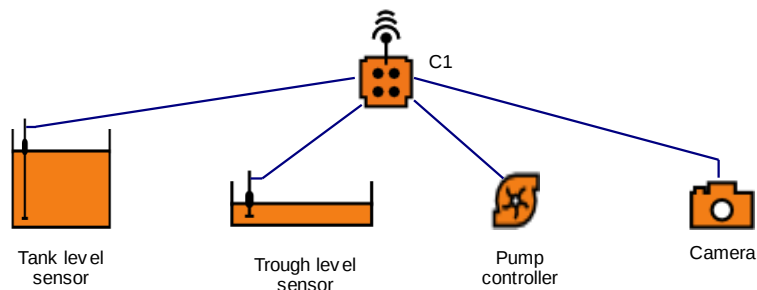 C1
Tank level
sensor
Trough level
sensor
Pump
controller
Camera